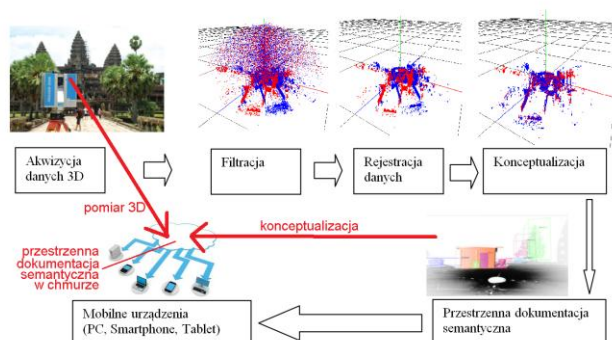 Akwizycja
danych 3D
Filtracja
Rejestracja
danych
Konceptualizacja
pomiar 3D
konceptualizacja
przestrzenna
dokumentacja
semantyczna
w chmurze
Mobilne urządzenia
(PC, Smartphone, Tablet)
Przestrzenna dokumentacja
semantyczna